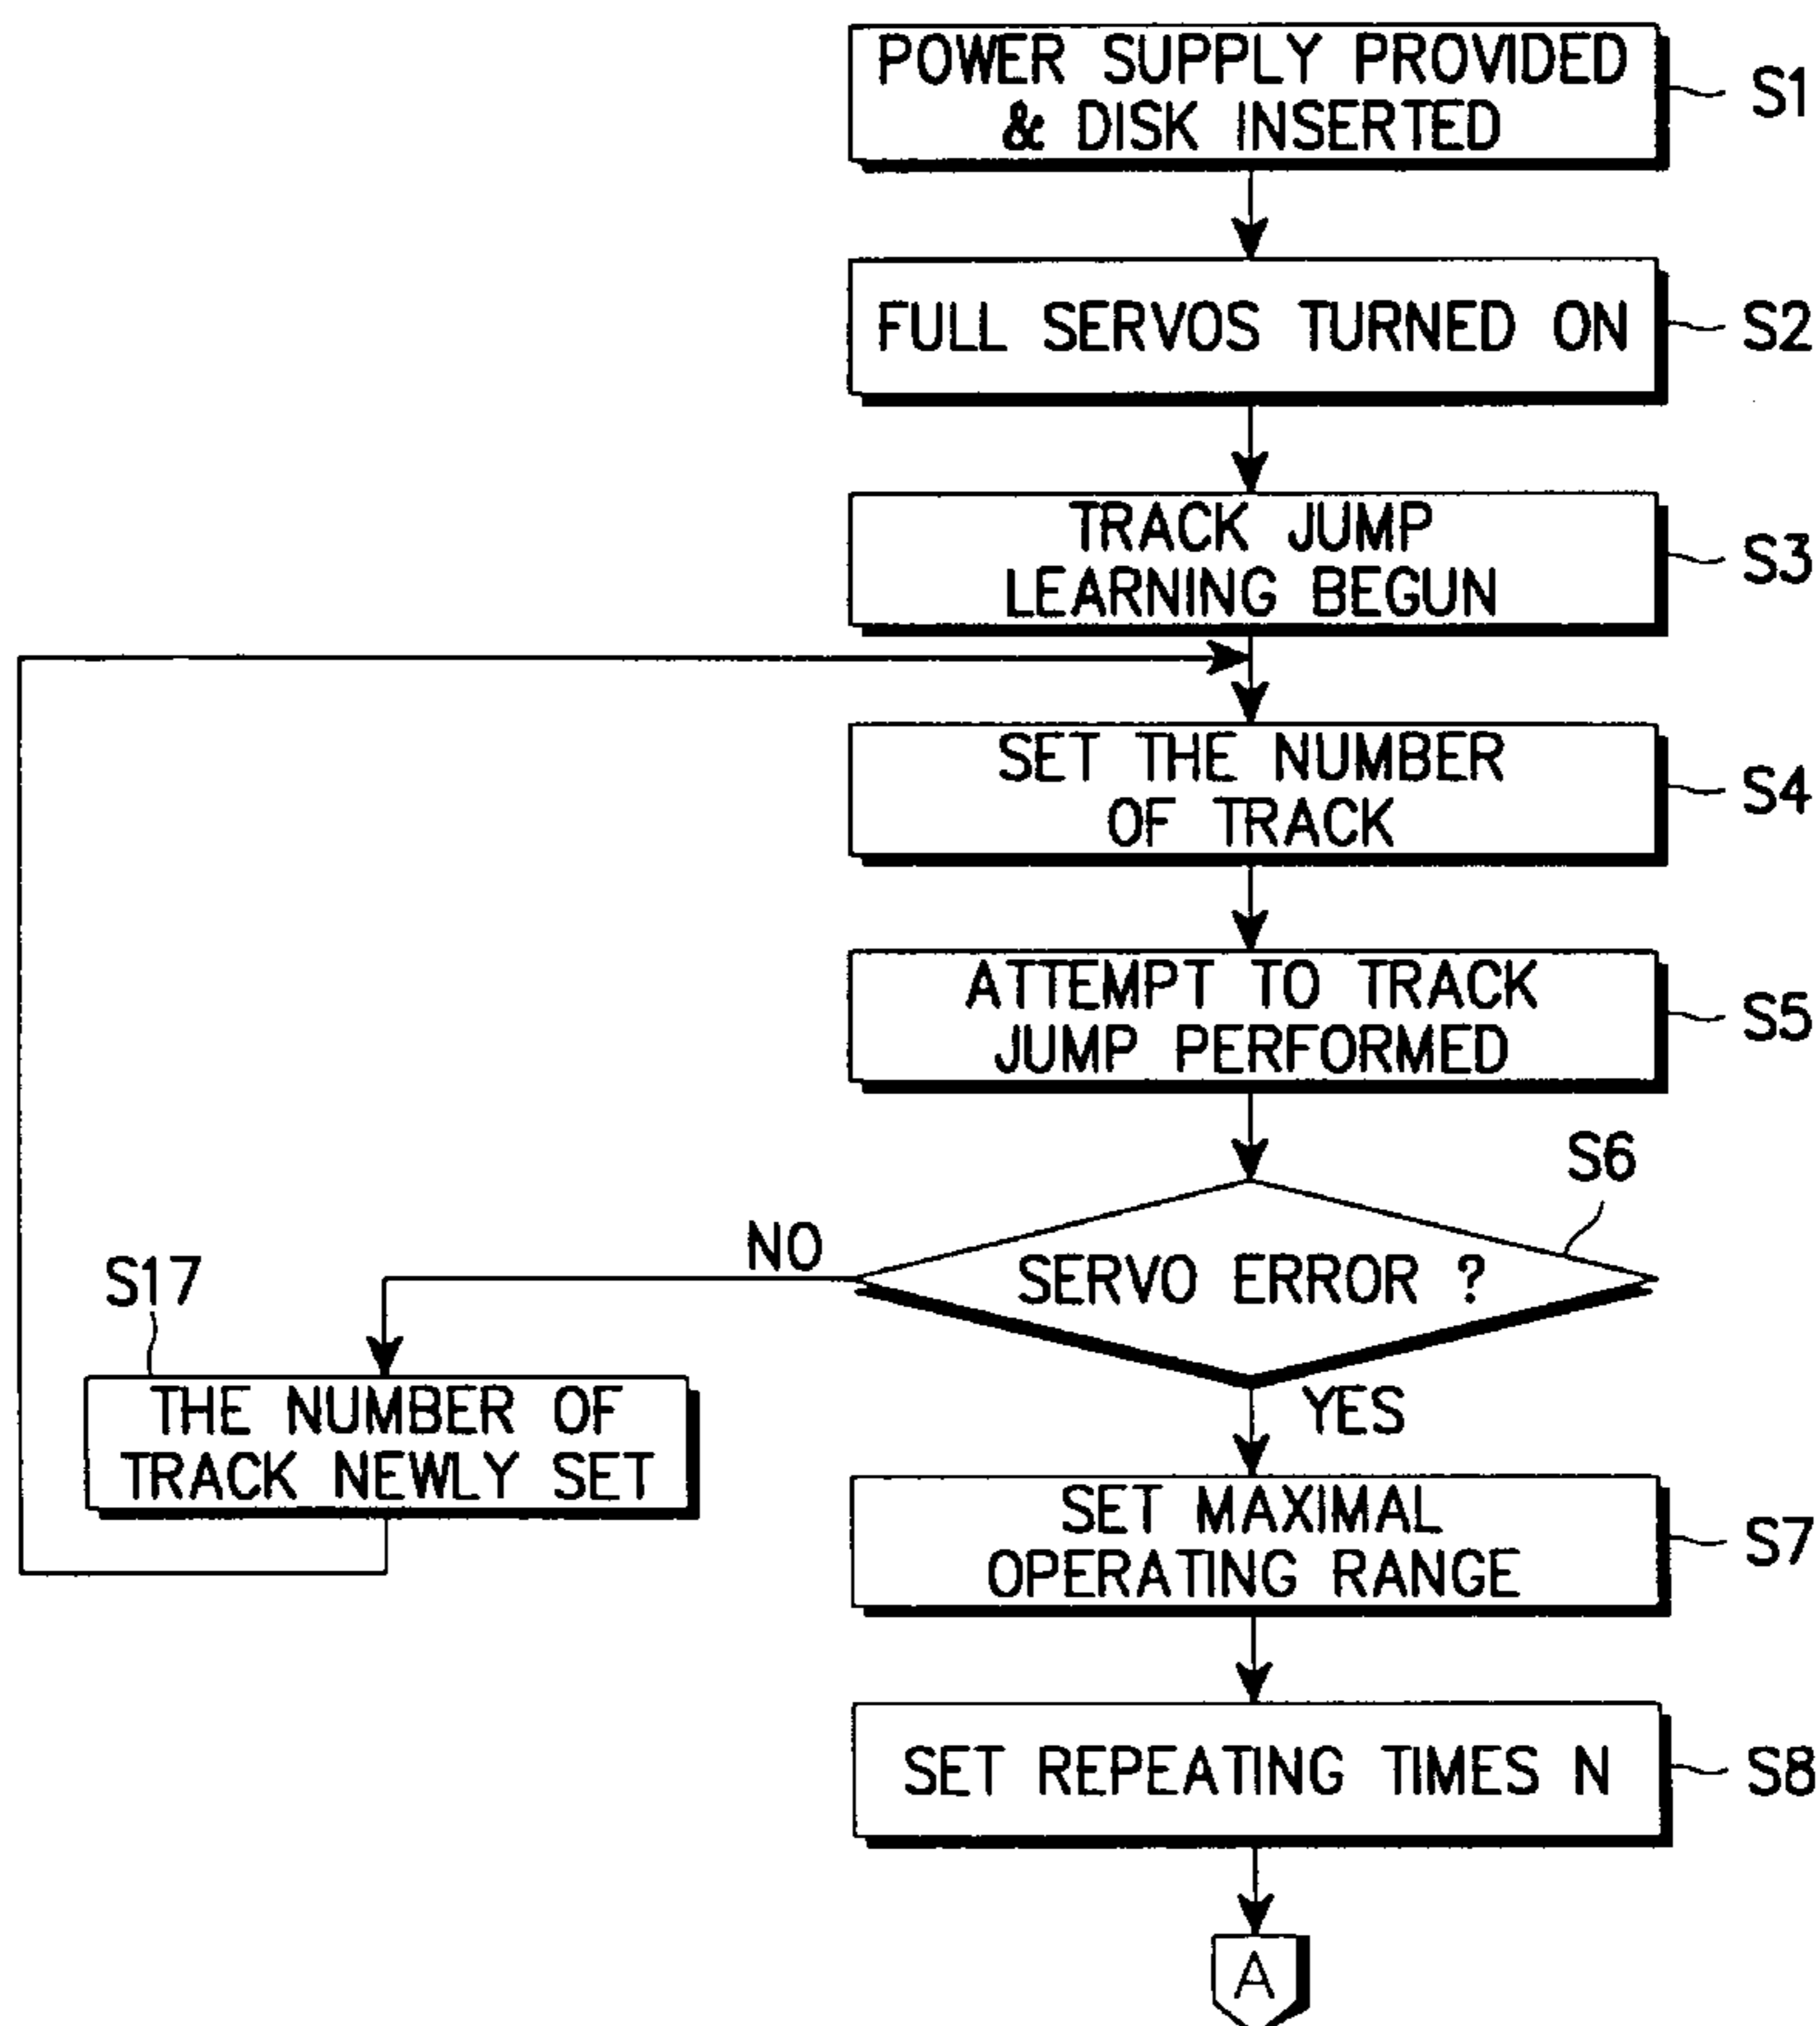 POWER SUPPLY PROVIDED
& DISK INSERTED
S1
FULL SERVOS TURNED ON
S2
TRACK JUMP
LEARNING BEGUN
S3
SET THE NUMBER
OF TRACK
S4
ATTEMPT TO TRACK
JUMP PERFORMED
S5
S6
SERVO ERROR ?
NO
S17
THE NUMBER OF
TRACK NEWLY SET
YES
SET MAXIMAL
OPERATING RANGE
S7
SET REPEATING TIMES N
S8
A